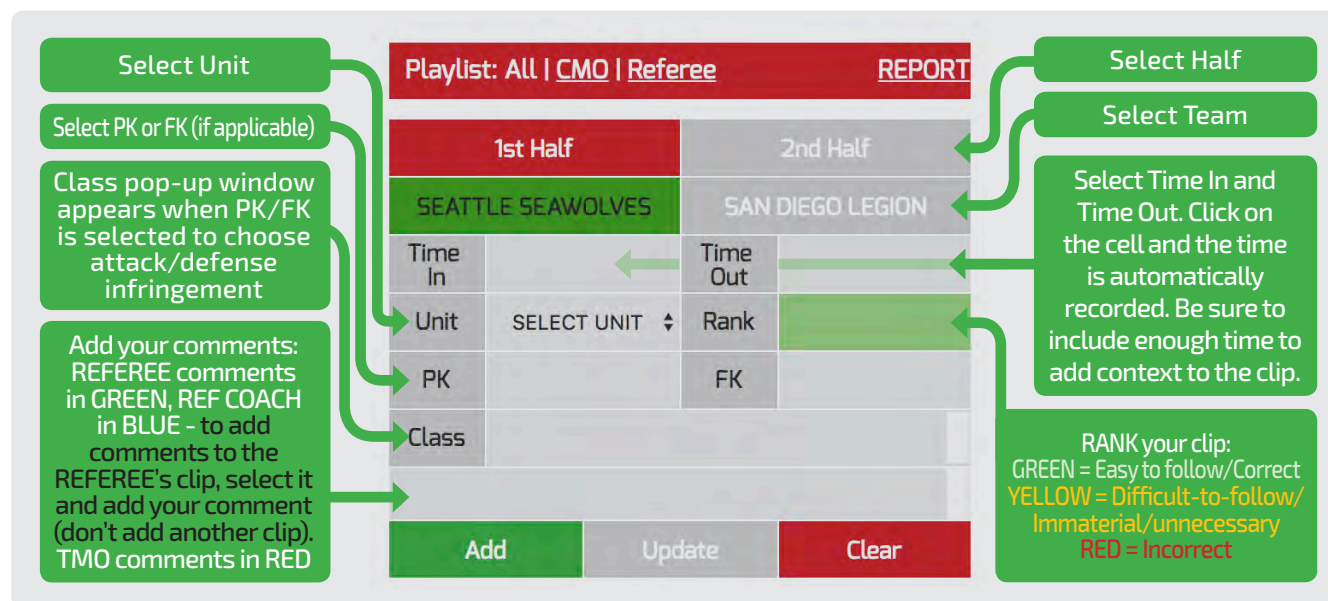 Select Unit
Select PK or FK (if applicable)
Class pop-up window
appears when PK/FK
is selected to choose
attack/defense
infringement
Add your comments:
REFEREE comments
in GREEN, REF COACH
in BLUE - to add
comments to the
REFEREE's clip, select it
and add your comment
(don't add another clip).
TMO comments in RED
Playlist: All | CMO | Referee REPORT
1st Half 2nd Half
SEATTLE SEAWOLVES SAN DIEGO LEGION
Time In Time Out
Unit SELECT UNIT Rank
PK FK
Class
Add Update Clear
Select Half
Select Team
Select Time In and
Time Out. Click on
the cell and the time
is automatically
recorded. Be sure to
include enough time to
add context to the clip.
RANK your clip:
GREEN = Easy to follow/Correct
YELLOW = Difficult-to-follow/
Immaterial/unnecessary
RED = Incorrect